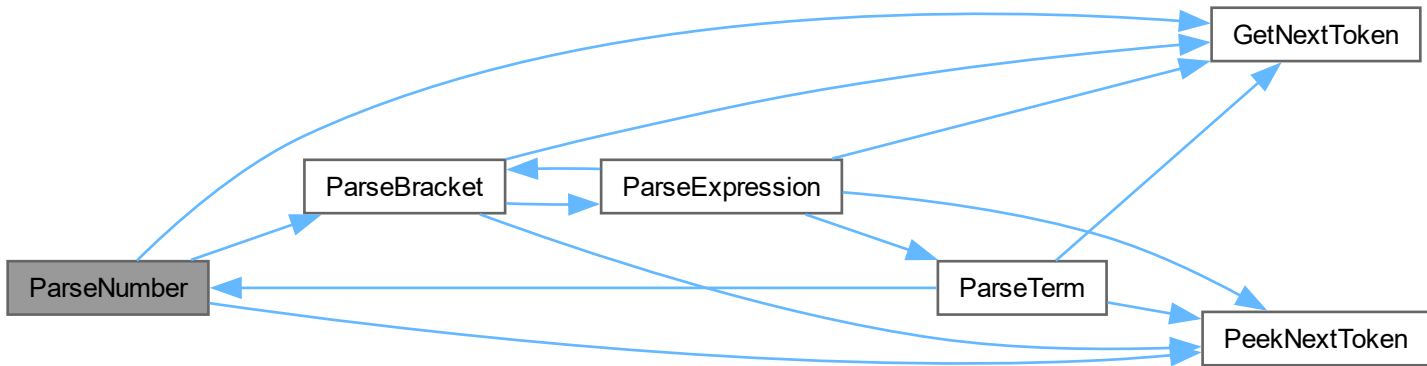 GetNextToken
ParseBracket
ParseExpression
ParseNumber
ParseTerm
PeekNextToken